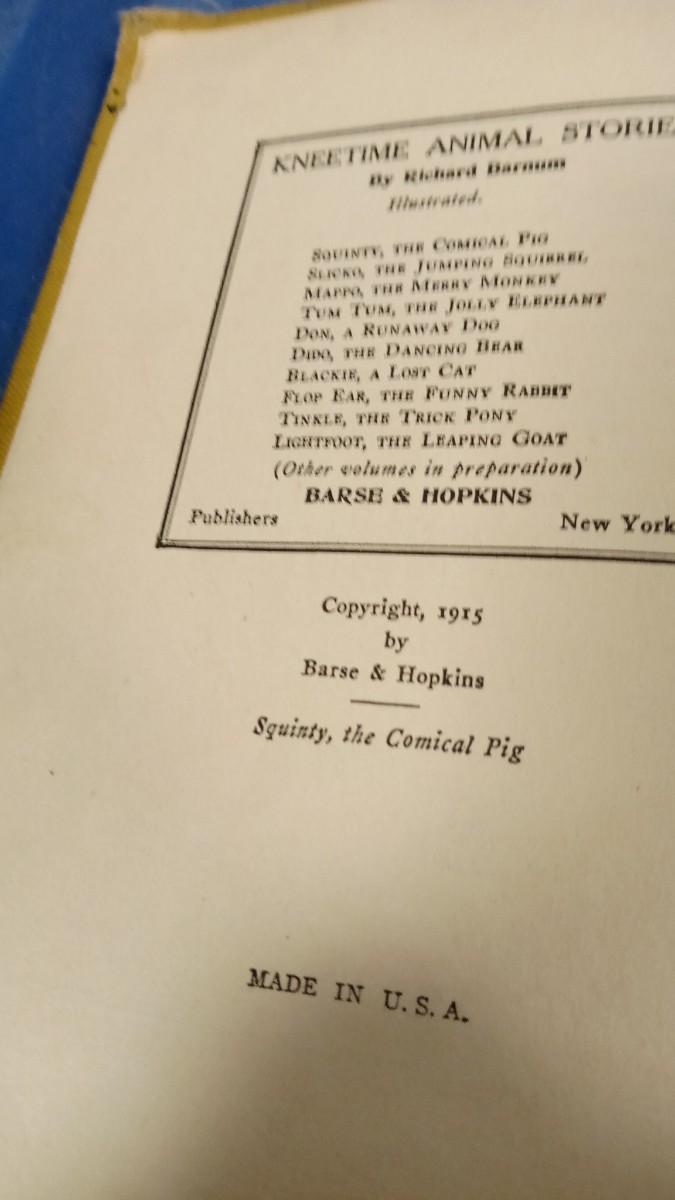 KNEETIME ANIMAL STORIE
By Richard Barnum
Illustrated.
SQUINTY, THE COMICAL PIG
SLICKO, THE JUMPING SQUIRREL
MAPPO, THE MERRY MONKEY
TUM TUM, THE JOLLY ELEPHANT
DON, A RUNAWAY DOG
DIDO, THE DANCING BEAR
BLACKIE, A LOST CAT
FLOP EAR, THE FUNNY RABBIT
TINKLE, THE TRICK PONY
LIGHTFOOT, THE LEAPING GOAT
(Other volumes in preparation)
BARSE & HOPKINS
Publishers New York
Copyright, 1915
by
Barse & Hopkins
Squinty, the Comical Pig
MADE IN U. S. A.